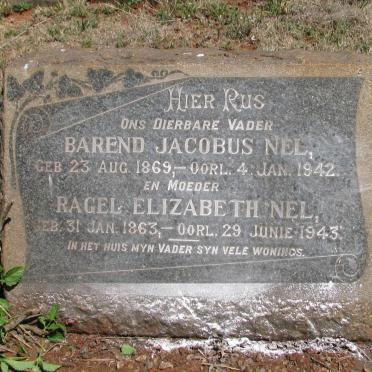 HIER RUS
ONS DIERBARE VADER
BAREND JACOBUS NEL,
GEB. 23 AUG. 1869,—OORL. 4 JAN. 1942.
EN MOEDER
RAGEL ELIZABETH NEL,
GEB. 31 JAN. 1863,—OORL. 29 JUNIE 1943.
IN HET HUIS MYN VADER SYN VELE WONINGS.